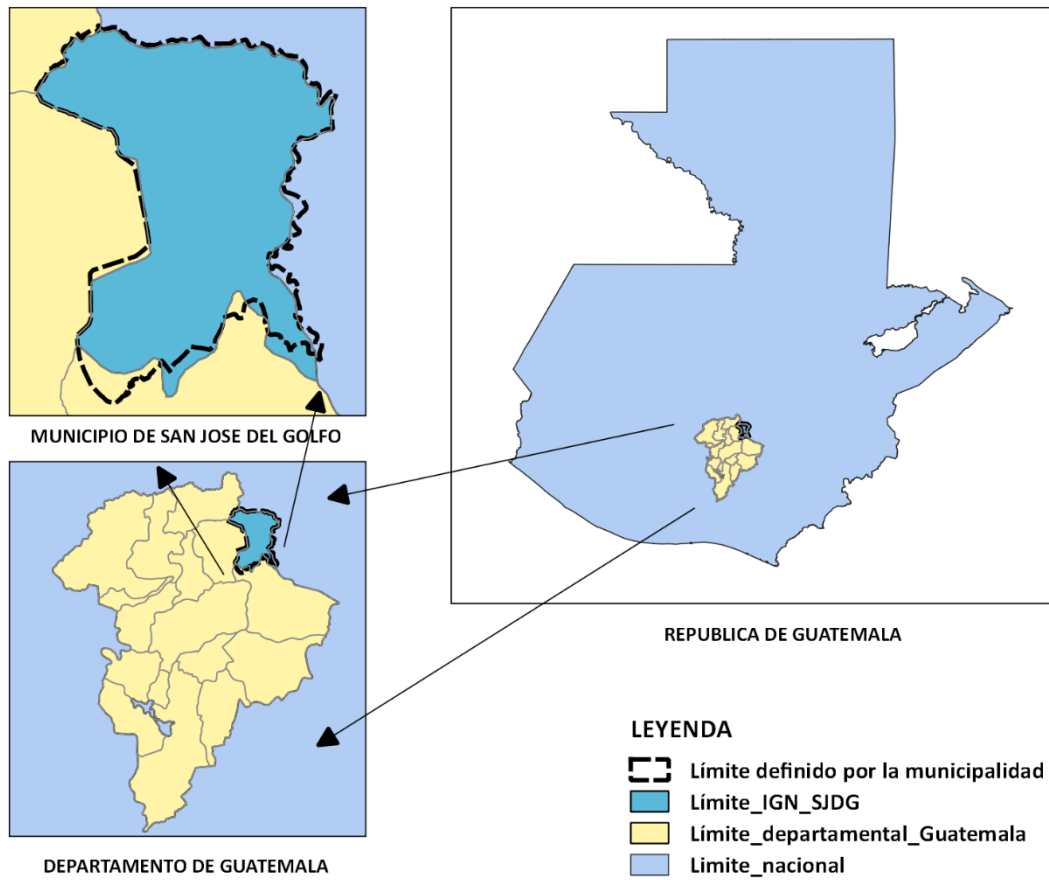 MUNICIPIO DE SAN JOSE DEL GOLFO
REPUBLICA DE GUATEMALA
DEPARTAMENTO DE GUATEMALA
LEYENDA
Límite definido por la municipalidad
Límite_IGN_SJDG
Límite_departamental_Guatemala
Limite_nacional